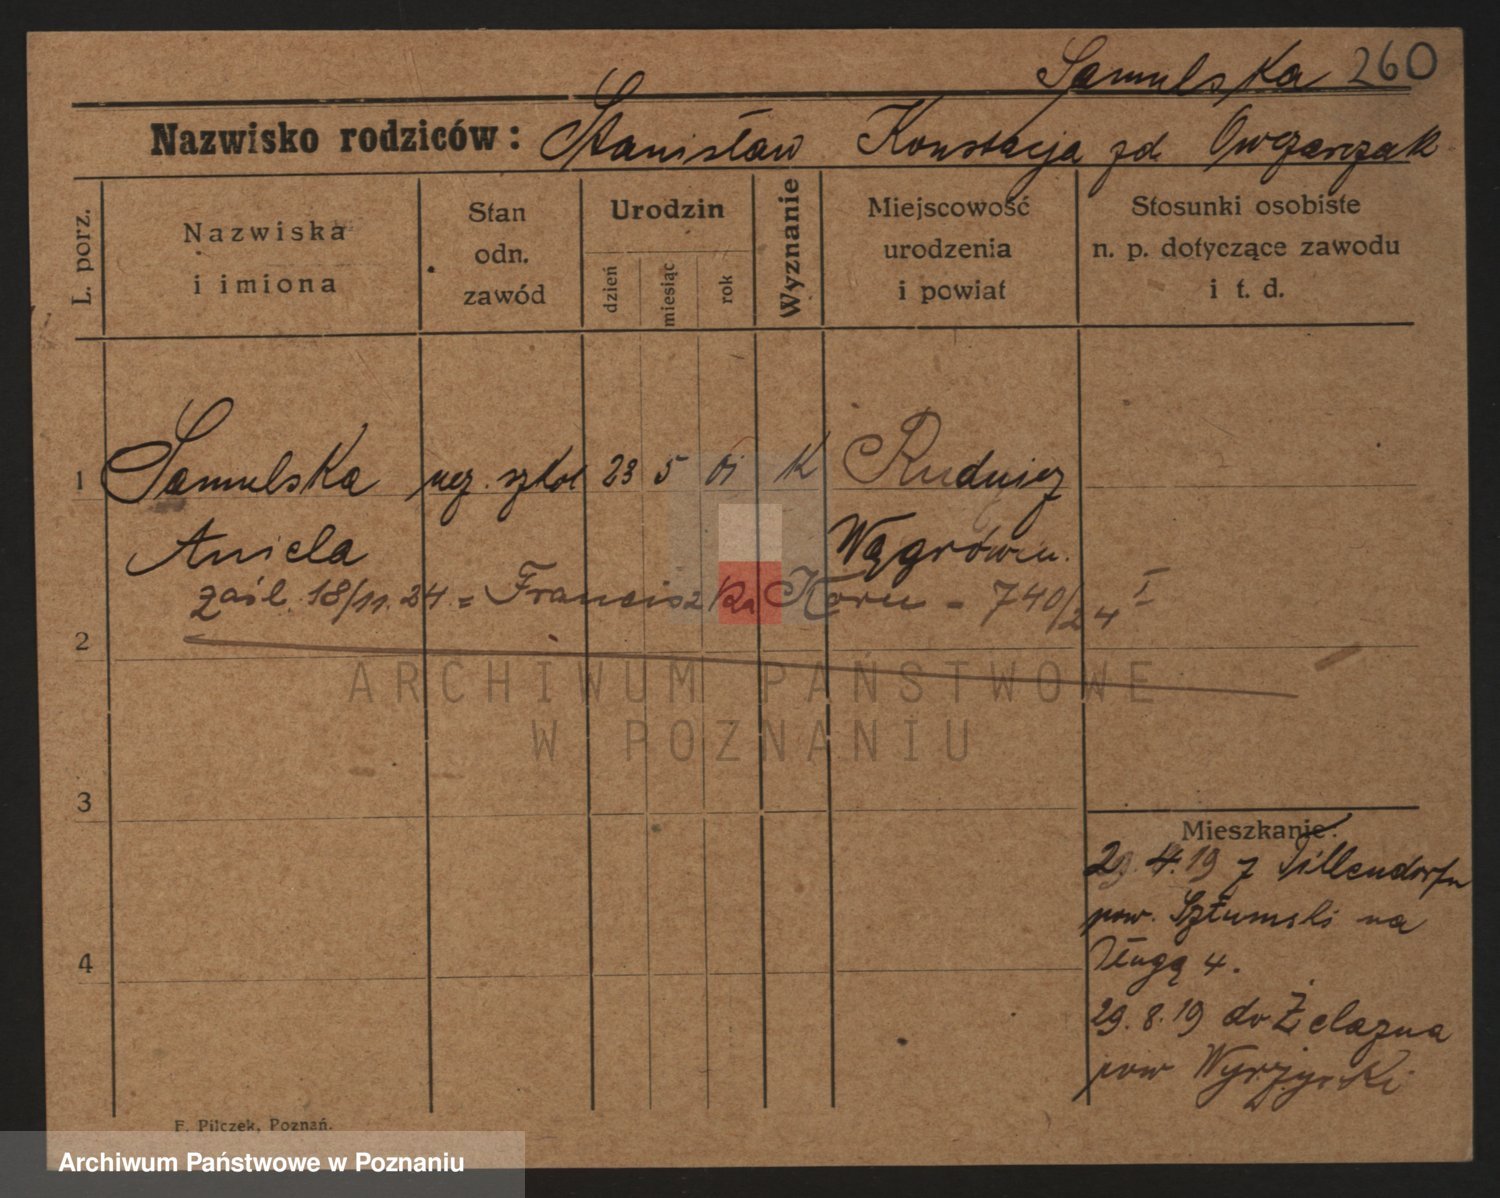 Samulska 260
Nazwisko rodziców: Stanisław Konstacja zd. Owczarzak
L. porz.
Nazwiska i imiona
Stan odn. zawód
Urodzin
dzień
miesiąc
rok
Wyznanie
Miejscowość urodzenia i powiat
Stosunki osobiste n. p. dotyczące zawodu i t. d.
1 Samulska ucz. szkol 23 5 01 K Rudnicz
Aniela Wągrówiec.
zaśl. 18/11.24 = Franciszka Korn - 740/24 I
2
ARCHIWUM PAŃSTWOWE
W POZNANIU
3
Mieszkanie:
29.4.19 z Tillendorfu
pow. Sztumski na
4
Długą 4.
29.8.19 do Żelazna
pow Wyrzyski
F. Pilczek, Poznań.
Archiwum Państwowe w Poznaniu